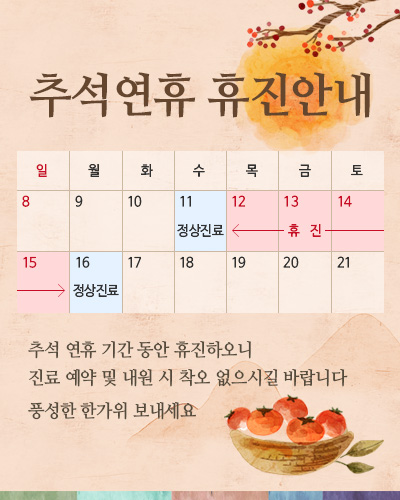 추석연휴 휴진안내
일 월 화 수 목 금 토
8 9 10 11 12 13 14
정상진료 휴 진
15 16 17 18 19 20 21
정상진료
추석 연휴 기간 동안 휴진하오니
진료 예약 및 내원 시 착오 없으시길 바랍니다
풍성한 한가위 보내세요